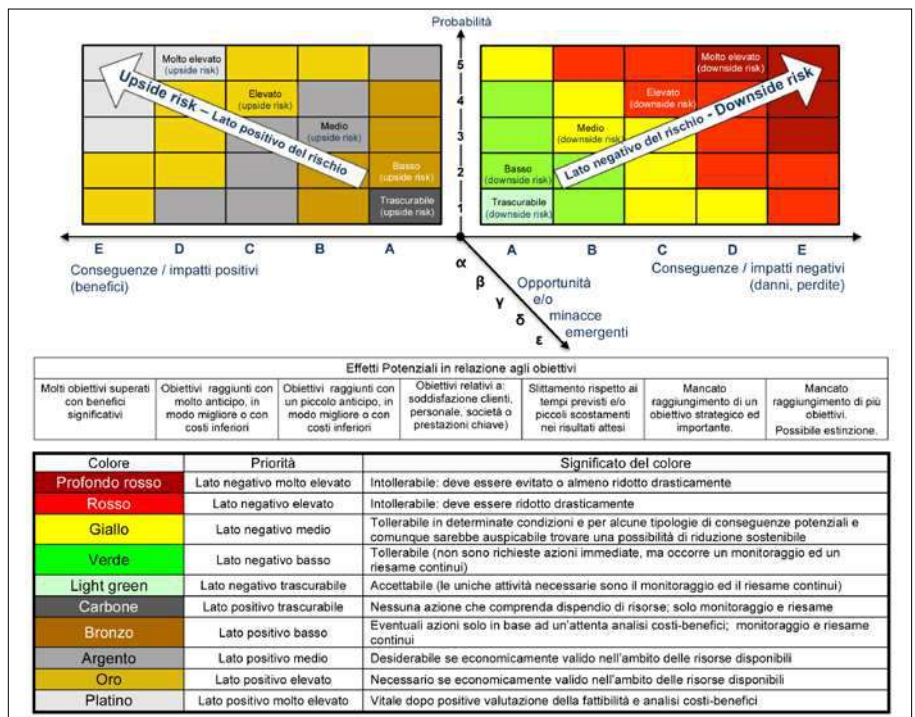 Probabilità
Molto elevato
(upside risk)
Elevato
(upside risk)
Medio
(upside risk)
Basso
(upside risk)
Trascurabile
(upside risk)
Upside risk – Lato positivo del rischio
5
4
3
2
1
Molto elevato
(downside risk)
Elevato
(downside risk)
Medio
(downside risk)
Basso
(downside risk)
Trascurabile
(downside risk)
Lato negativo del rischio - Downside risk
E D C B A
A B C D E
Conseguenze / impatti positivi
(benefici)
Conseguenze / impatti negativi
(danni, perdite)
α
β
γ
δ
ε
Opportunità
e/o
minacce
emergenti
Effetti Potenziali in relazione agli obiettivi
Molti obiettivi superati
con benefici
significativi
Obiettivi raggiunti con
molto anticipo, in
modo migliore o con
costi inferiori
Obiettivi raggiunti con
un piccolo anticipo, in
modo migliore o con
costi inferiori
Obiettivi relativi a:
soddisfazione clienti,
personale, società o
prestazioni chiave)
Slittamento rispetto ai
tempi previsti e/o
piccoli scostamenti
nei risultati attesi
Mancato
raggiungimento di un
obiettivo strategico ed
importante.
Mancato
raggiungimento di più
obiettivi.
Possibile estinzione.
Colore Priorità Significato del colore
Profondo rosso Lato negativo molto elevato Intollerabile: deve essere evitato o almeno ridotto drasticamente
Rosso Lato negativo elevato Intollerabile: deve essere ridotto drasticamente
Giallo Lato negativo medio Tollerabile in determinate condizioni e per alcune tipologie di conseguenze potenziali e
comunque sarebbe auspicabile trovare una possibilità di riduzione sostenibile
Verde Lato negativo basso Tollerabile (non sono richieste azioni immediate, ma occorre un monitoraggio ed un
riesame continui)
Light green Lato negativo trascurabile Accettabile (le uniche attività necessarie sono il monitoraggio ed il riesame continui)
Carbone Lato positivo trascurabile Nessuna azione che comprenda dispendio di risorse; solo monitoraggio e riesame
Bronzo Lato positivo basso Eventuali azioni solo in base ad un'attenta analisi costi-benefici; monitoraggio e riesame
continui
Argento Lato positivo medio Desiderabile se economicamente valido nell'ambito delle risorse disponibili
Oro Lato positivo elevato Necessario se economicamente valido nell'ambito delle risorse disponibili
Platino Lato positivo molto elevato Vitale dopo positive valutazione della fattibilità e analisi costi-benefici